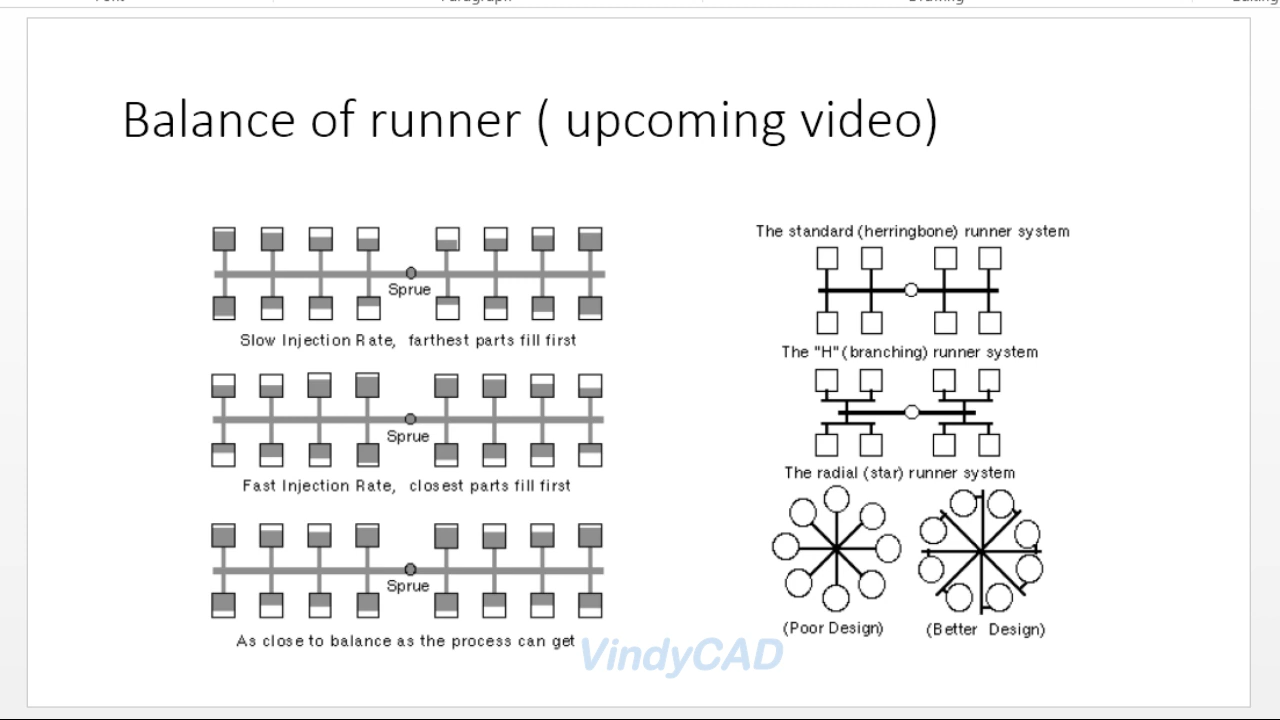 Balance of runner ( upcoming video)
Sprue
Slow Injection Rate, farthest parts fill first
Sprue
Fast Injection Rate, closest parts fill first
Sprue
As close to balance as the process can get
The standard (herringbone) runner system
The "H" (branching) runner system
The radial (star) runner system
(Poor Design)
(Better Design)
VindyCAD